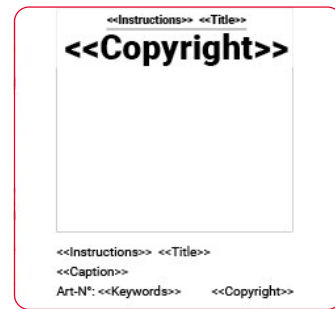 <<Instructions>> <<Title>>
<<Copyright>>
<<Instructions>> <<Title>>
<<Caption>>
Art-N°: <<Keywords>> <<Copyright>>